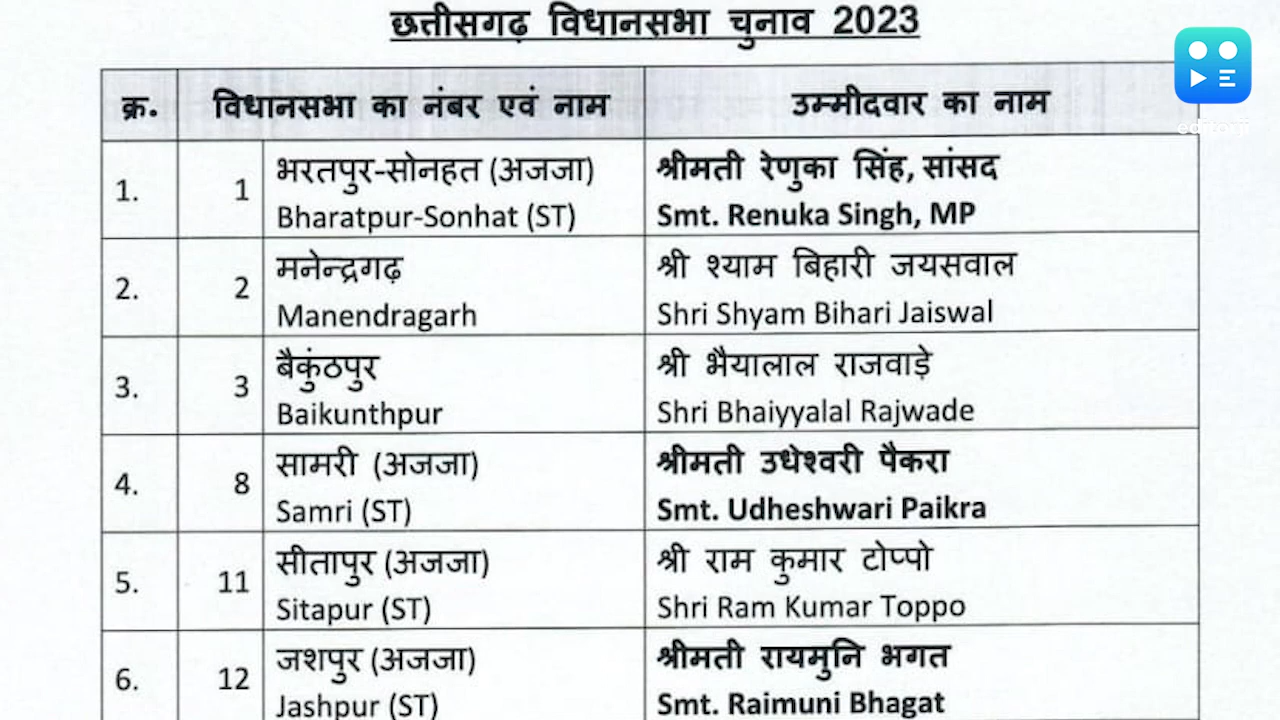 छत्तीसगढ़ विधानसभा चुनाव 2023
क्र. विधानसभा का नंबर एवं नाम उम्मीदवार का नाम
1. 1 भरतपुर-सोनहत (अजजा) श्रीमती रेणुका सिंह, सांसद
Bharatpur-Sonhat (ST) Smt. Renuka Singh, MP
2. 2 मनेन्द्रगढ़ श्री श्याम बिहारी जयसवाल
Manendragarh Shri Shyam Bihari Jaiswal
3. 3 बैकुंठपुर श्री भैयालाल राजवाड़े
Baikunthpur Shri Bhaiyyalal Rajwade
4. 8 सामरी (अजजा) श्रीमती उधेश्वरी पैकरा
Samri (ST) Smt. Udheshwari Paikra
5. 11 सीतापुर (अजजा) श्री राम कुमार टोप्पो
Sitapur (ST) Shri Ram Kumar Toppo
6. 12 जशपुर (अजजा) श्रीमती रायमुनि भगत
Jashpur (ST) Smt. Raimuni Bhagat